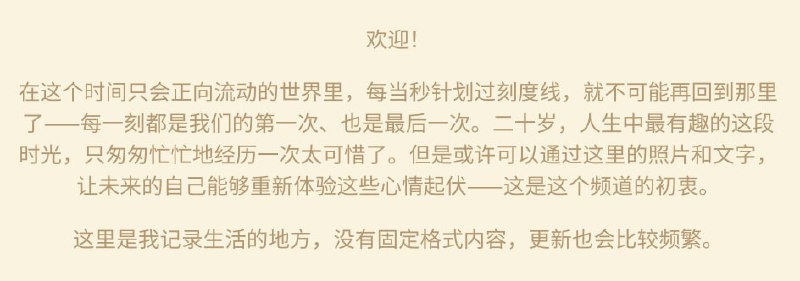 欢迎！
在这个时间只会正向流动的世界里，每当秒针划过刻度线，就不可能再回到那里
了——每一刻都是我们的第一次、也是最后一次。二十岁，人生中最有趣的这段
时光，只匆匆忙忙地经历一次太可惜了。但是或许可以通过这里的照片和文字，
让未来的自己能够重新体验这些心情起伏——这是这个频道的初衷。
这里是我记录生活的地方，没有固定格式内容，更新也会比较频繁。